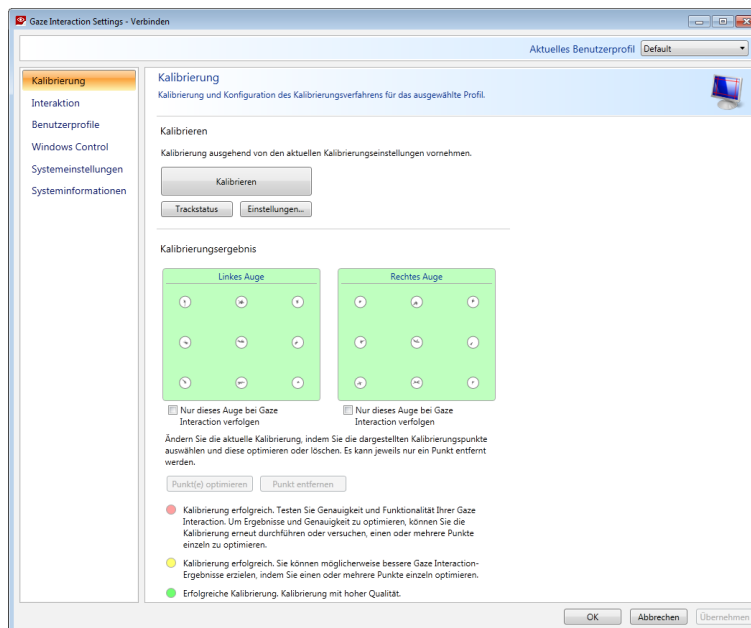 Gaze Interaction Settings - Verbinden
Aktuelles Benutzerprofil Default
Kalibrierung
Interaktion
Benutzerprofile
Windows Control
Systemeinstellungen
Systeminformationen
Kalibrierung
Kalibrierung und Konfiguration des Kalibrierungsverfahrens für das ausgewählte Profil.
Kalibrieren
Kalibrierung ausgehend von den aktuellen Kalibrierungseinstellungen vornehmen.
Kalibrieren
Trackstatus Einstellungen...
Kalibrierungsergebnis
Linkes Auge Rechtes Auge
Nur dieses Auge bei Gaze
Interaction verfolgen
Nur dieses Auge bei Gaze
Interaction verfolgen
Ändern Sie die aktuelle Kalibrierung, indem Sie die dargestellten Kalibrierungspunkte
auswählen und diese optimieren oder löschen. Es kann jeweils nur ein Punkt entfernt
werden.
Punkt(e) optimieren Punkt entfernen
Kalibrierung erfolgreich. Testen Sie Genauigkeit und Funktionalität Ihrer Gaze
Interaction. Um Ergebnisse und Genauigkeit zu optimieren, können Sie die
Kalibrierung erneut durchführen oder versuchen, einen oder mehrere Punkte
einzeln zu optimieren.
Kalibrierung erfolgreich. Sie können möglicherweise bessere Gaze Interaction-
Ergebnisse erzielen, indem Sie einen oder mehrere Punkte einzeln optimieren.
Erfolgreiche Kalibrierung. Kalibrierung mit hoher Qualität.
OK Abbrechen Übernehmen